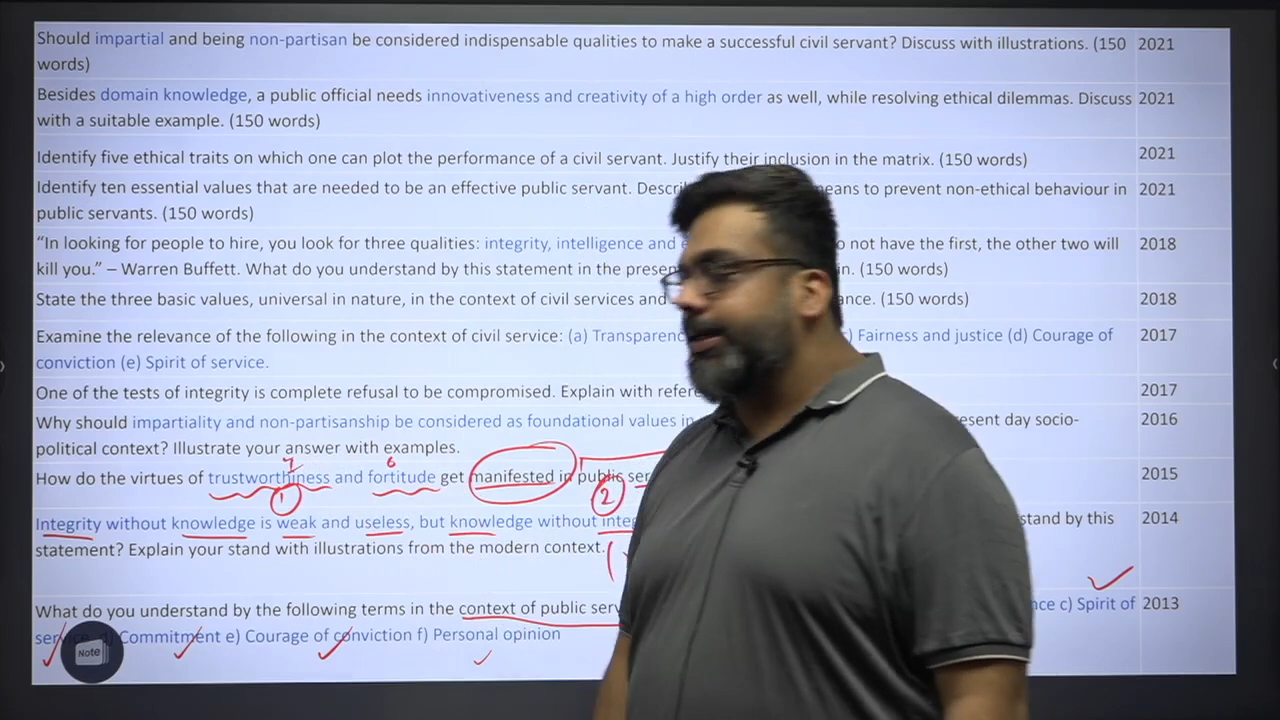 Should impartial and being non-partisan be considered indispensable qualities to make a successful civil servant? Discuss with illustrations. (150 2021
words)
Besides domain knowledge, a public official needs innovativeness and creativity of a high order as well, while resolving ethical dilemmas. Discuss 2021
with a suitable example. (150 words)
Identify five ethical traits on which one can plot the performance of a civil servant. Justify their inclusion in the matrix. (150 words) 2021
Identify ten essential values that are needed to be an effective public servant. means to prevent non-ethical behaviour in 2021
public servants. (150 words)
“In looking for people to hire, you look for three qualities: integrity, intelligence and not have the first, the other two will 2018
kill you.” – Warren Buffett. What do you understand by this statement in the (150 words)
State the three basic values, universal in nature, in the context of civil services and (150 words) 2018
Examine the relevance of the following in the context of civil service: (a) Fairness and justice (d) Courage of 2017
conviction (e) Spirit of service.
One of the tests of integrity is complete refusal to be compromised. Explain with 2017
Why should impartiality and non-partisanship be considered as foundational values in day socio- 2016
political context? Illustrate your answer with examples.
7 6
How do the virtues of trustworthiness and fortitude get manifested in public 2015
1 2
Integrity without knowledge is weak and useless, but knowledge without by this 2014
statement? Explain your stand with illustrations from the modern context.
What do you understand by the following terms in the context of public c) Spirit of 2013
Commitment e) Courage of conviction f) Personal opinion
Note